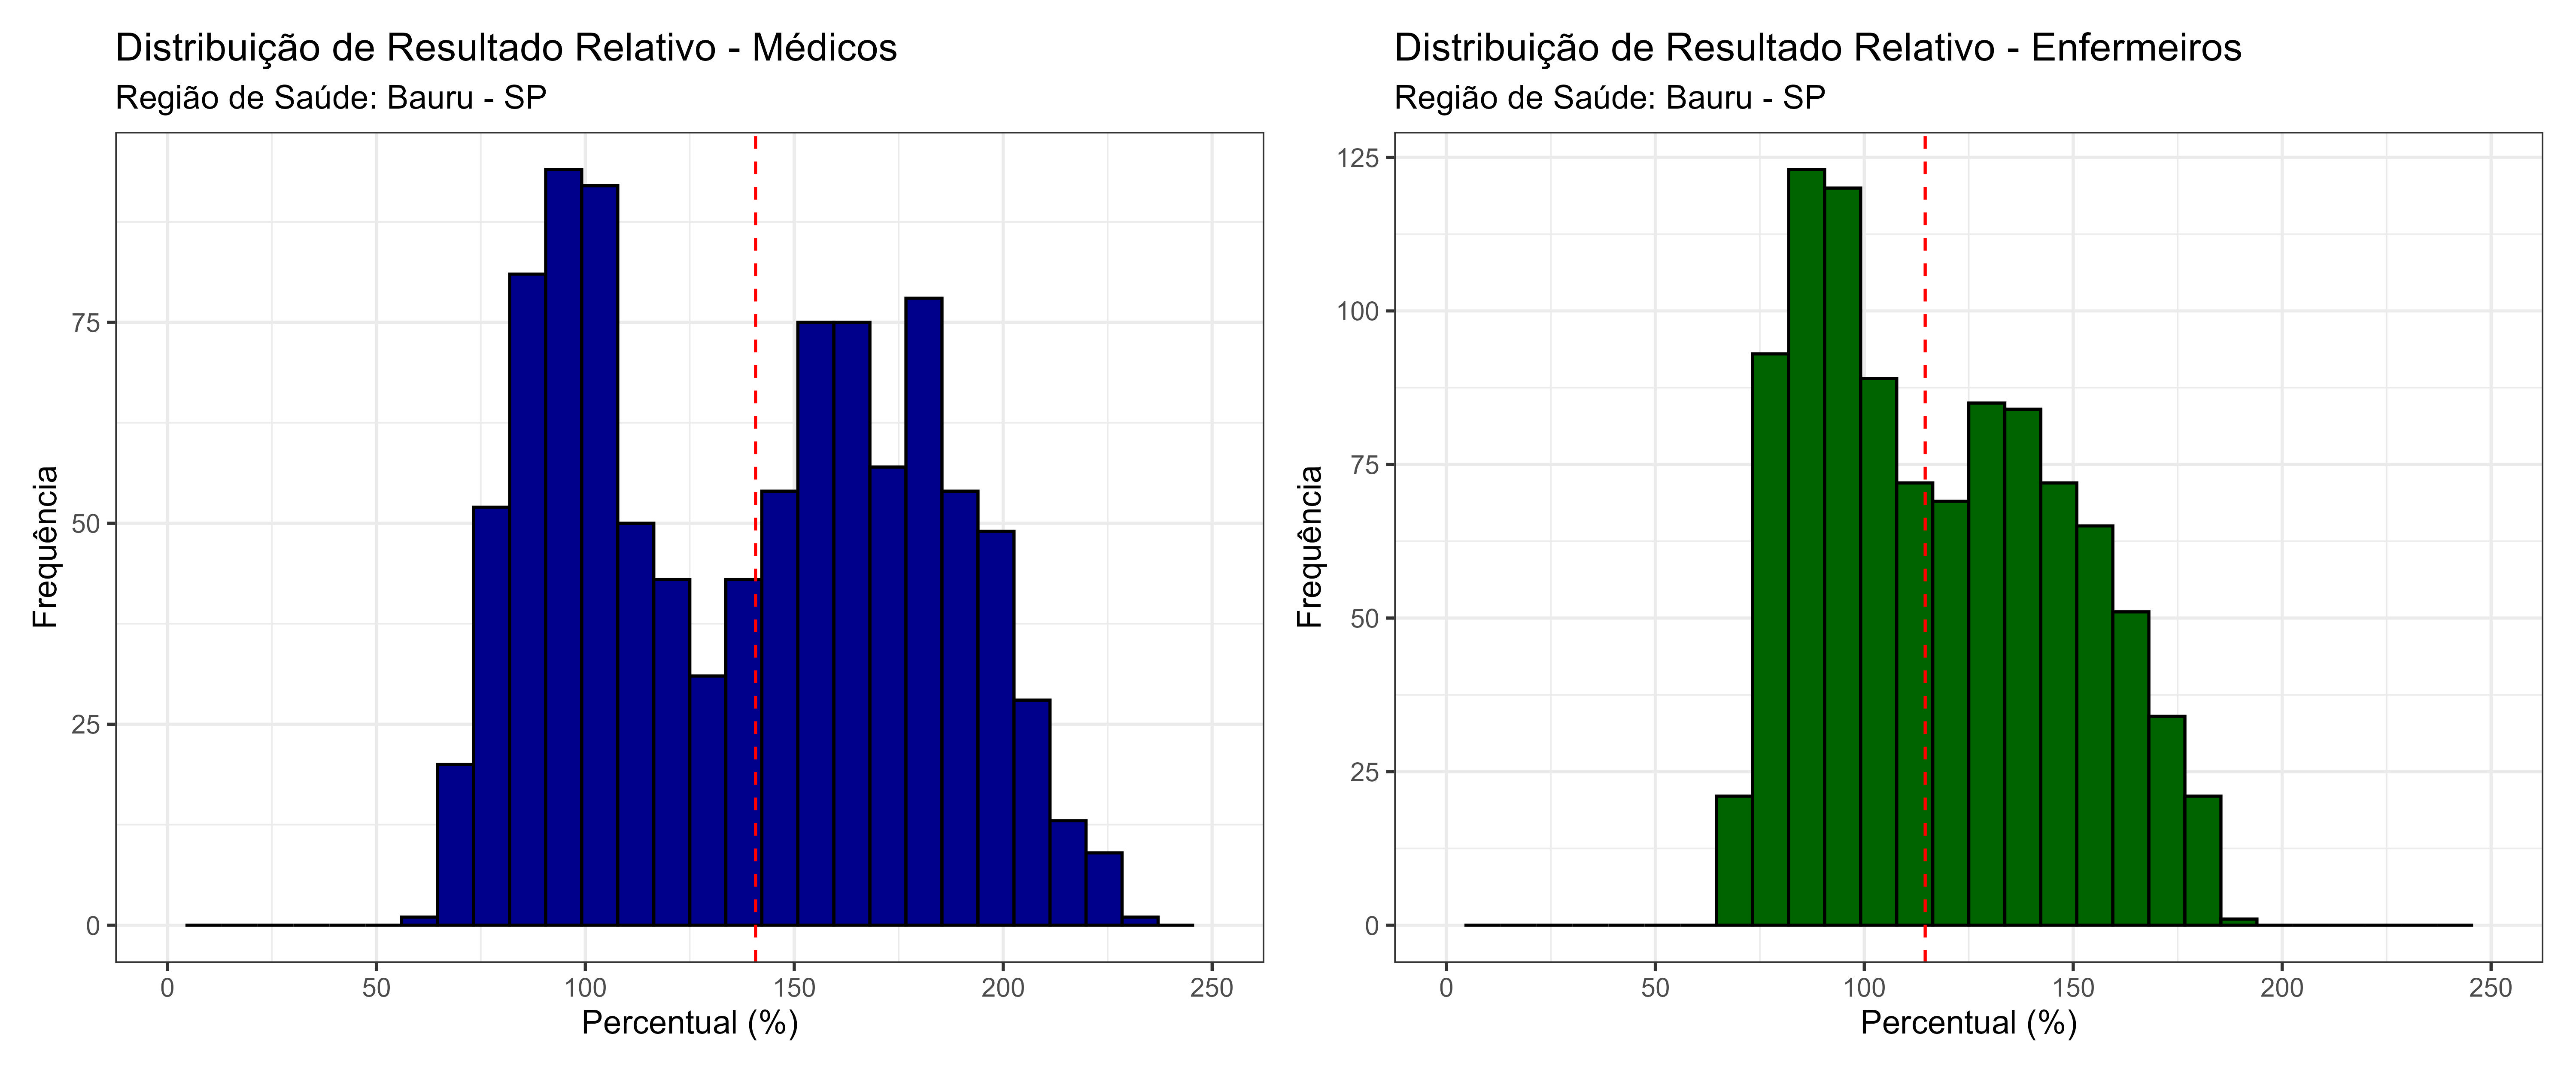 Distribuição de Resultado Relativo - Médicos
Região de Saúde: Bauru - SP
Frequência
75
50
25
0
0 50 100 150 200 250
Percentual (%)
Distribuição de Resultado Relativo - Enfermeiros
Região de Saúde: Bauru - SP
Frequência
125
100
75
50
25
0
0 50 100 150 200 250
Percentual (%)